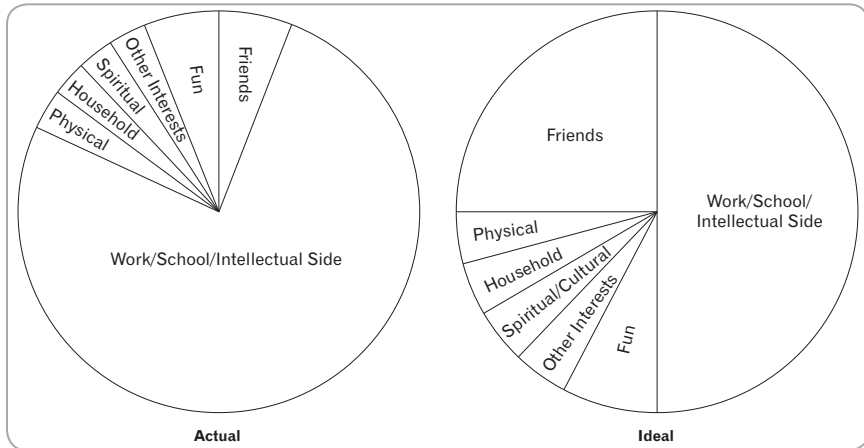 Physical
Household
Spiritual
Other Interests
Fun
Friends
Work/School/Intellectual Side
Actual
Friends
Work/School/
Intellectual Side
Physical
Household
Spiritual/Cultural
Other Interests
Fun
Ideal